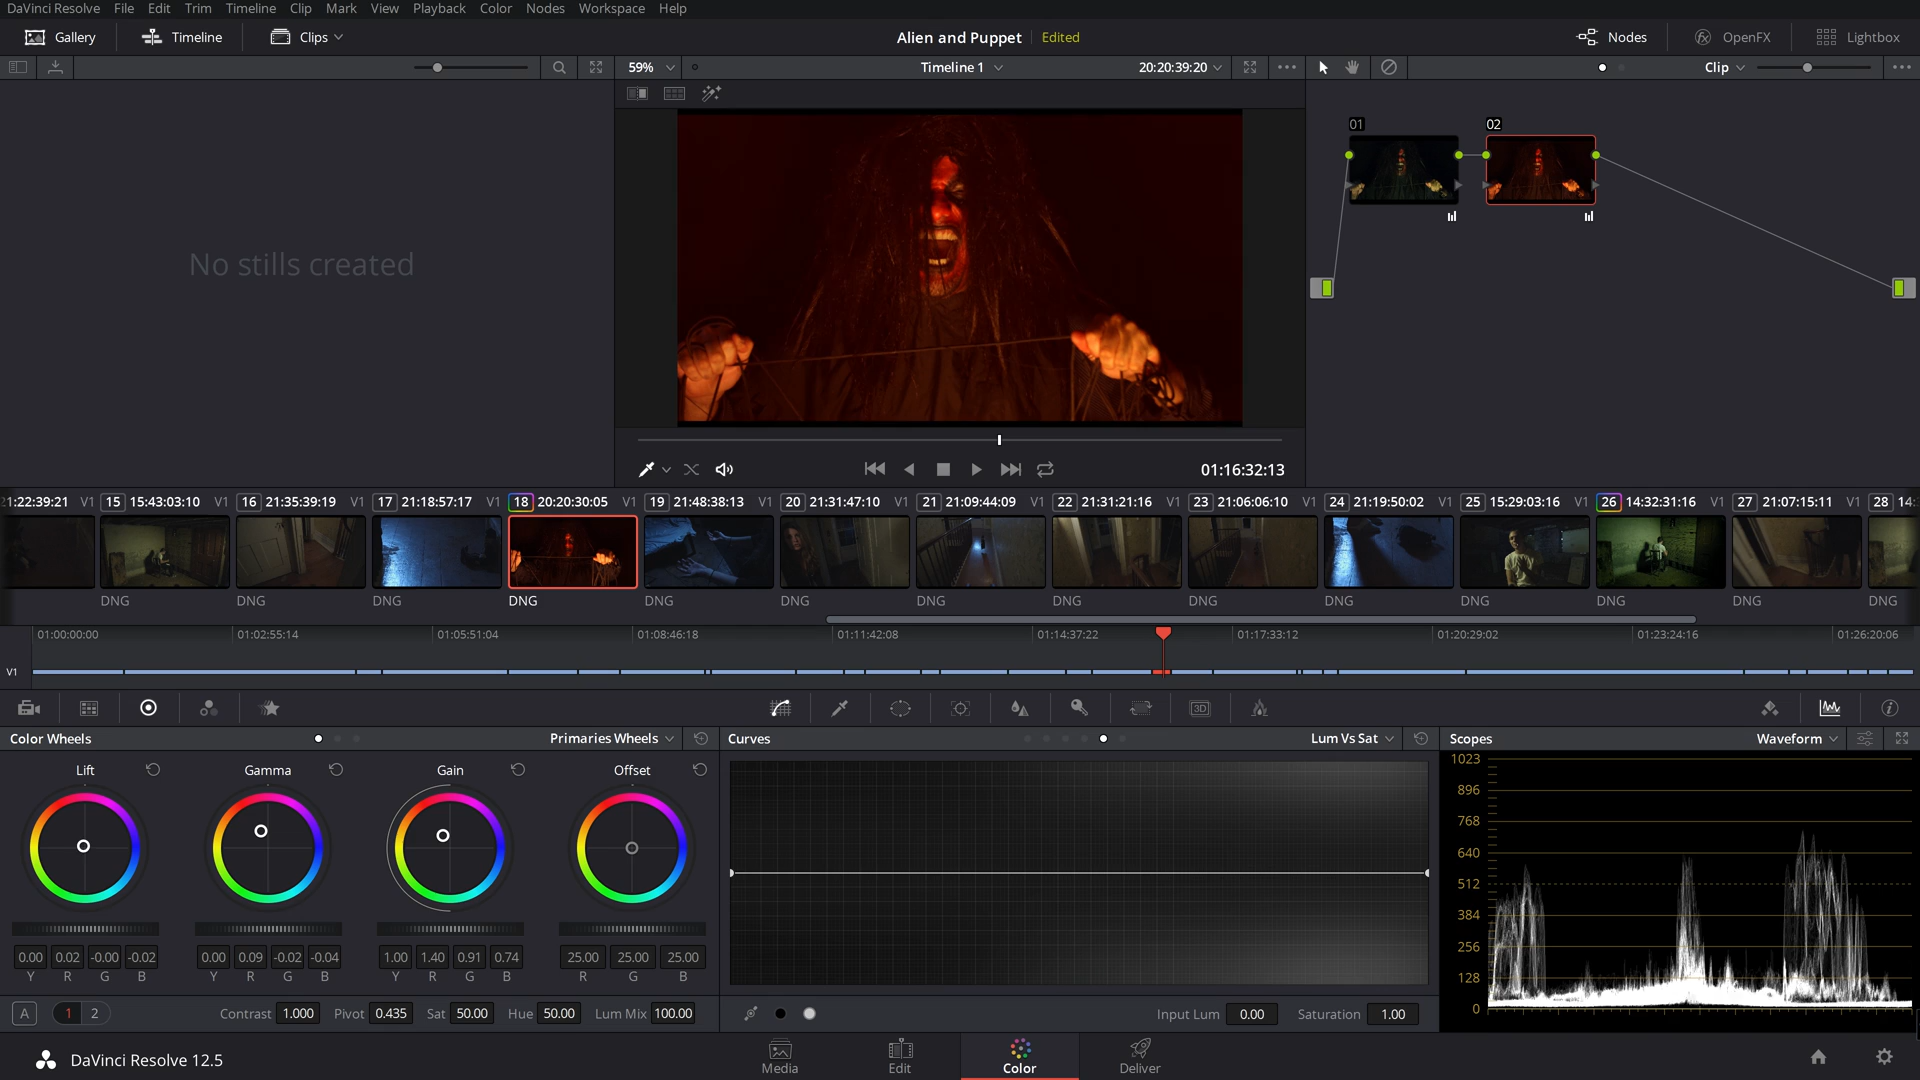 DaVinci Resolve File Edit Trim Timeline Clip Mark View Playback Color Nodes Workspace Help
Gallery Timeline Clips Alien and Puppet Edited Nodes OpenFX Lightbox
59% Timeline 1 20:20:39:20 Clip
01 02
No stills created
01:16:32:13
1:22:39:21 V1 15 15:43:03:10 V1 16 21:35:39:19 V1 17 21:18:57:17 V1 18 20:20:30:05 V1 19 21:48:38:13 V1 20 21:31:47:10 V1 21 21:09:44:09 V1 22 21:31:21:16 V1 23 21:06:06:10 V1 24 21:19:50:02 V1 25 15:29:03:16 V1 26 14:32:31:16 V1 27 21:07:15:11 V1 28 14:
DNG DNG DNG DNG DNG DNG DNG DNG DNG DNG DNG DNG DNG DNG
01:00:00:00 01:02:55:14 01:05:51:04 01:08:46:18 01:11:42:08 01:14:37:22 01:17:33:12 01:20:29:02 01:23:24:16 01:26:20:06
V1
3D
Color Wheels Primaries Wheels Curves Lum Vs Sat Scopes Waveform
Lift Gamma Gain Offset
1023
896
768
640
512
384
256
128
0
0.00 0.02 -0.00 -0.02 0.00 0.09 -0.02 -0.04 1.00 1.40 0.91 0.74 25.00 25.00 25.00
Y R G B Y R G B Y R G B R G B
A 1 2 Contrast 1.000 Pivot 0.435 Sat 50.00 Hue 50.00 Lum Mix 100.00 Input Lum 0.00 Saturation 1.00
DaVinci Resolve 12.5 Media Edit Color Deliver